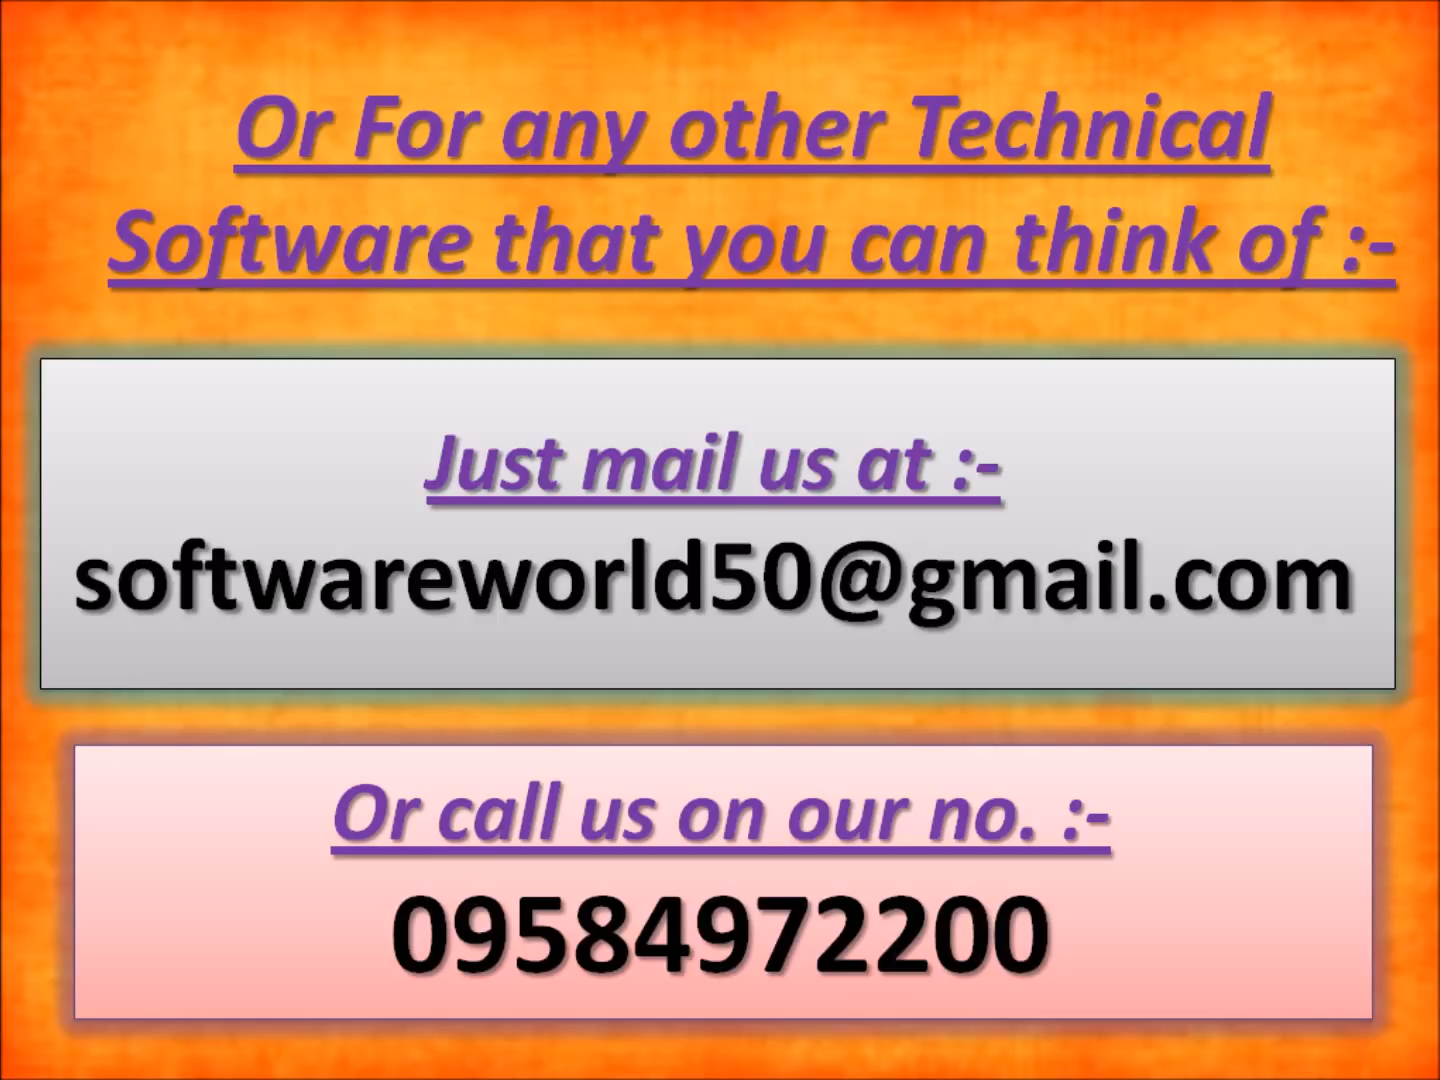 Or For any other Technical
Software that you can think of :-
Just mail us at :-
softwareworld50@gmail.com
Or call us on our no. :-
09584972200